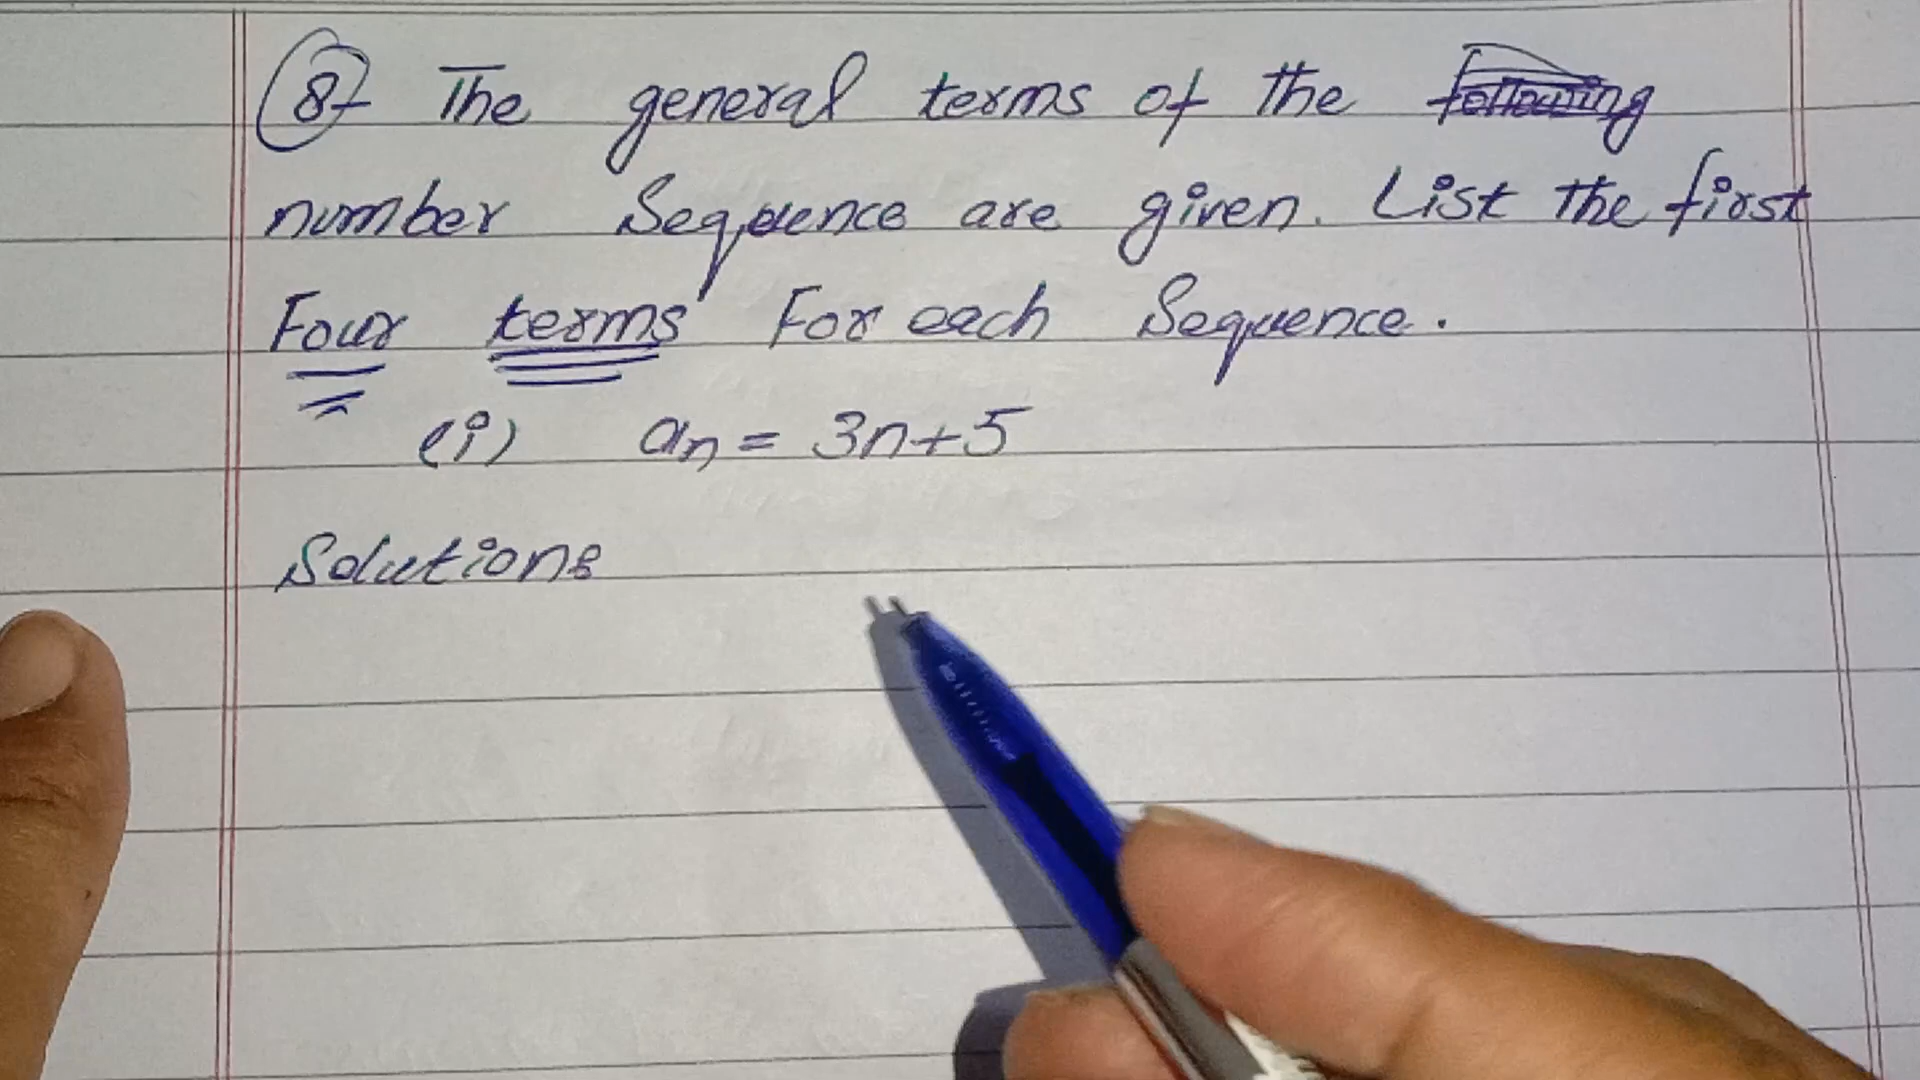 8- The general terms of the following
number Sequence are given. List the first
Four terms For each Sequence.
(i) an = 3n+5
Solutions